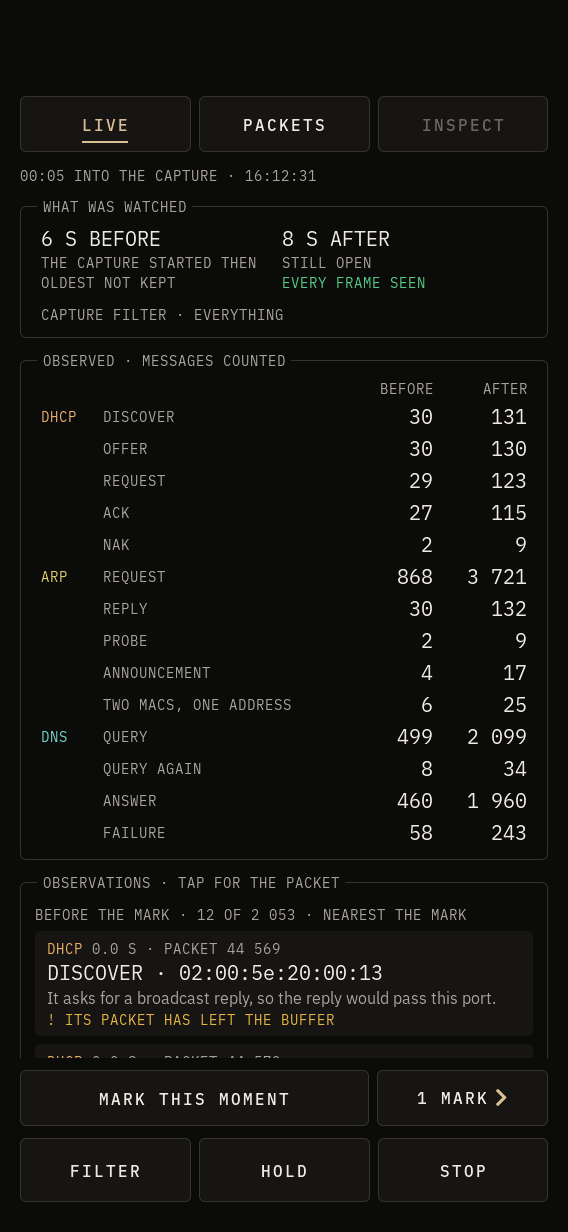 LIVE
PACKETS
INSPECT
00:05 INTO THE CAPTURE · 16:12:31
WHAT WAS WATCHED
6 S BEFORE
8 S AFTER
THE CAPTURE STARTED THEN
STILL OPEN
OLDEST NOT KEPT
EVERY FRAME SEEN
CAPTURE FILTER · EVERYTHING
OBSERVED · MESSAGES COUNTED
BEFORE AFTER
DHCP DISCOVER 30 131
OFFER 30 130
REQUEST 29 123
ACK 27 115
NAK 2 9
ARP REQUEST 868 3 721
REPLY 30 132
PROBE 2 9
ANNOUNCEMENT 4 17
TWO MACS, ONE ADDRESS 6 25
DNS QUERY 499 2 099
QUERY AGAIN 8 34
ANSWER 460 1 960
FAILURE 58 243
OBSERVATIONS · TAP FOR THE PACKET
BEFORE THE MARK · 12 OF 2 053 · NEAREST THE MARK
DHCP 0.0 S · PACKET 44 569
DISCOVER · 02:00:5e:20:00:13
It asks for a broadcast reply, so the reply would pass this port.
! ITS PACKET HAS LEFT THE BUFFER
MARK THIS MOMENT
1 MARK
FILTER
HOLD
STOP